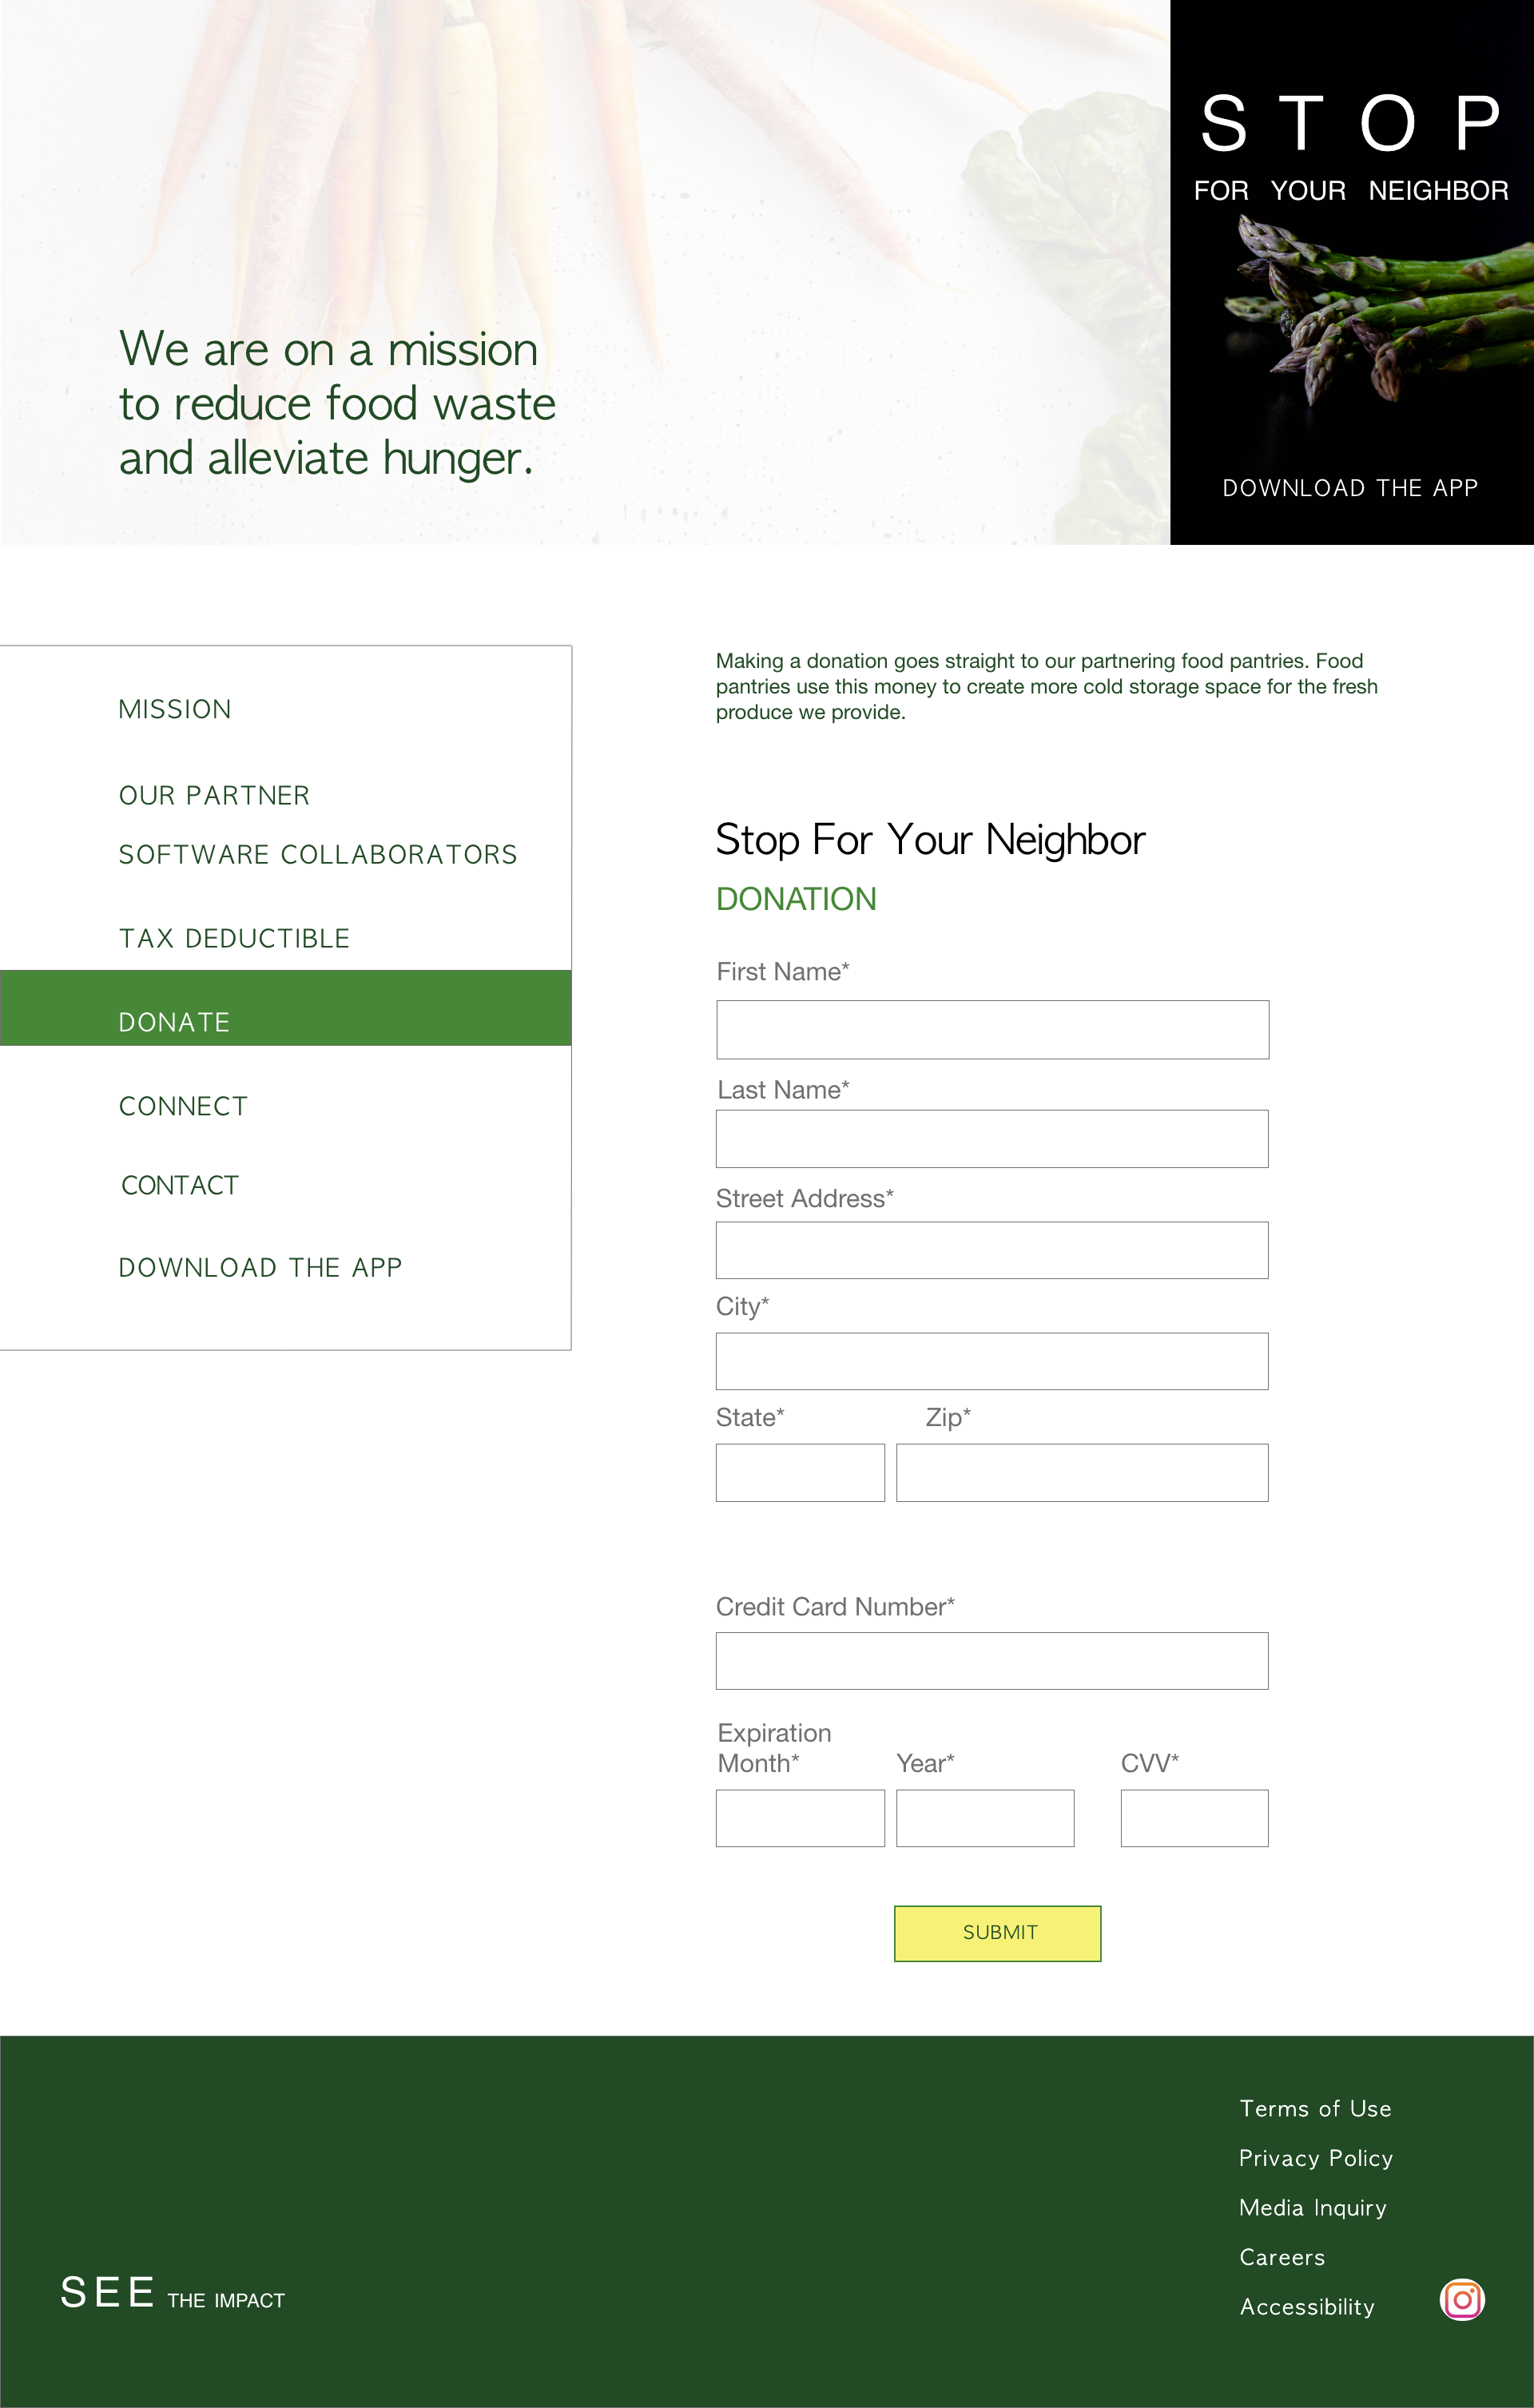 STOP
FOR YOUR NEIGHBOR
We are on a mission
to reduce food waste
and alleviate hunger.
DOWNLOAD THE APP
MISSION
OUR PARTNER
SOFTWARE COLLABORATORS
TAX DEDUCTIBLE
DONATE
CONNECT
CONTACT
DOWNLOAD THE APP
Making a donation goes straight to our partnering food pantries. Food
pantries use this money to create more cold storage space for the fresh
produce we provide.
Stop For Your Neighbor
DONATION
First Name*
Last Name*
Street Address*
City*
State* Zip*
Credit Card Number*
Expiration
Month* Year* CVV*
SUBMIT
SEE THE IMPACT
Terms of Use
Privacy Policy
Media Inquiry
Careers
Accessibility